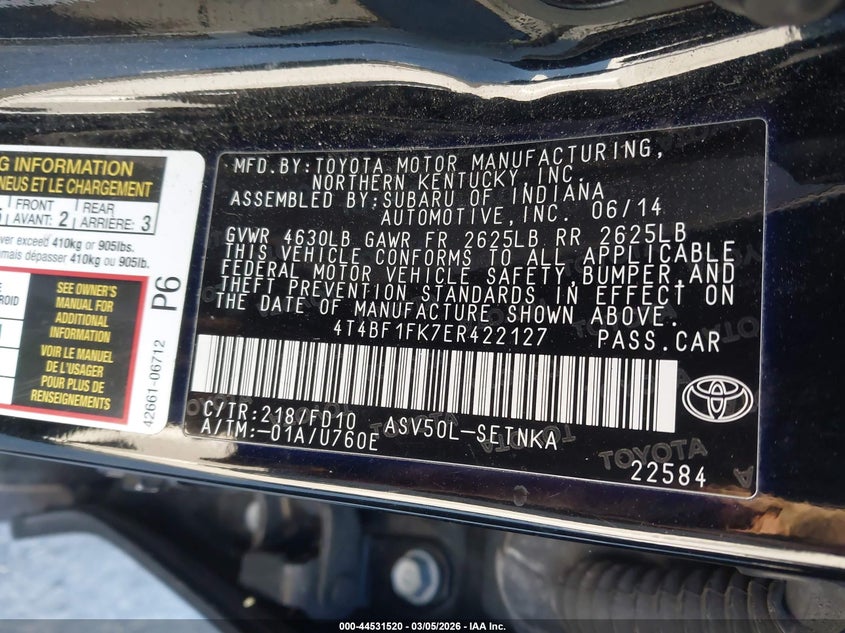 G INFORMATION
NEUS ET LE CHARGEMENT
FRONT REAR
AVANT: 2 ARRIÈRE: 3
ver exceed 410kg or 905lbs.
mais dépasser 410kg ou 905lb.
SEE OWNER'S
MANUAL FOR
ADDITIONAL
INFORMATION
VOIR LE MANUEL
DE L'USAGER
POUR PLUS DE
RENSEIGNEMENTS
P6
42661-06712
MFD.BY:TOYOTA MOTOR MANUFACTURING,
NORTHERN KENTUCKY, INC.
ASSEMBLED BY:SUBARU OF INDIANA
AUTOMOTIVE,INC. 06/14
GVWR 4630LB GAWR FR 2625LB RR 2625LB
THIS VEHICLE CONFORMS TO ALL APPLICABLE
FEDERAL MOTOR VEHICLE SAFETY,BUMPER,AND
THEFT PREVENTION STANDARDS IN EFFECT ON
THE DATE OF MANUFACTURE SHOWN ABOVE.
4T4BF1FK7ER422127 PASS.CAR
C/TR:218/FD10 ASV50L-SETNKA
A/TM:-01A/U760E
TOYOTA
22584
000-44531520 - 03/05/2026 - IAA Inc.